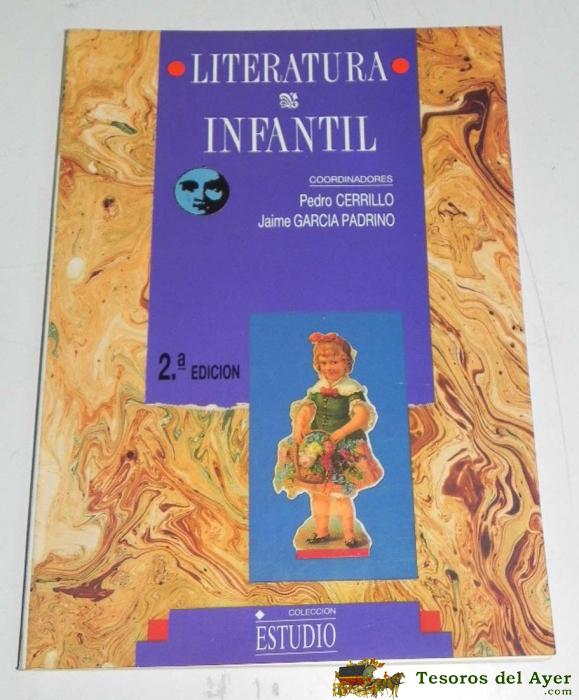 LITERATURA
INFANTIL
COORDINADORES
Pedro CERRILLO
Jaime GARCIA PADRINO
2.ª EDICION
COLECCION
ESTUDIO
Tesoros del Ayer
.com